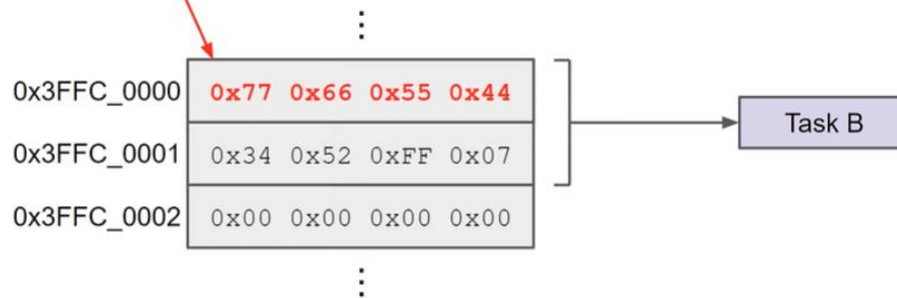 0x3FFC_0000 0x77 0x66 0x55 0x44
Task B
0x3FFC_0001 0x34 0x52 0xFF 0x07
0x3FFC_0002 0x00 0x00 0x00 0x00